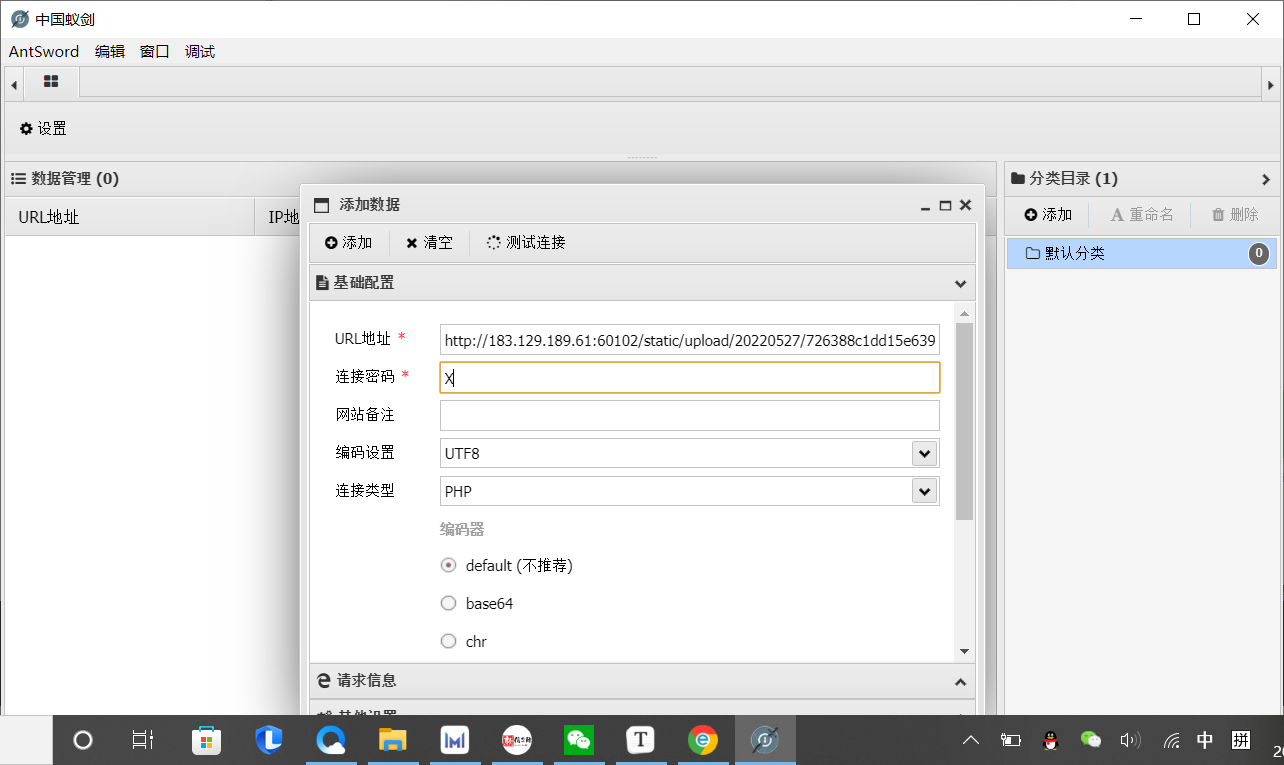 中国蚁剑
AntSword 编辑 窗口 调试
设置
数据管理 (0)
URL地址 IP地
添加数据
添加 清空 测试连接
基础配置
URL地址 *
http://183.129.189.61:60102/static/upload/20220527/726388c1dd15e639
连接密码 *
X
网站备注
编码设置
UTF8
连接类型
PHP
编码器
default (不推荐)
base64
chr
请求信息
其他设置
分类目录 (1)
添加 重命名 删除
默认分类 0
中 拼
20